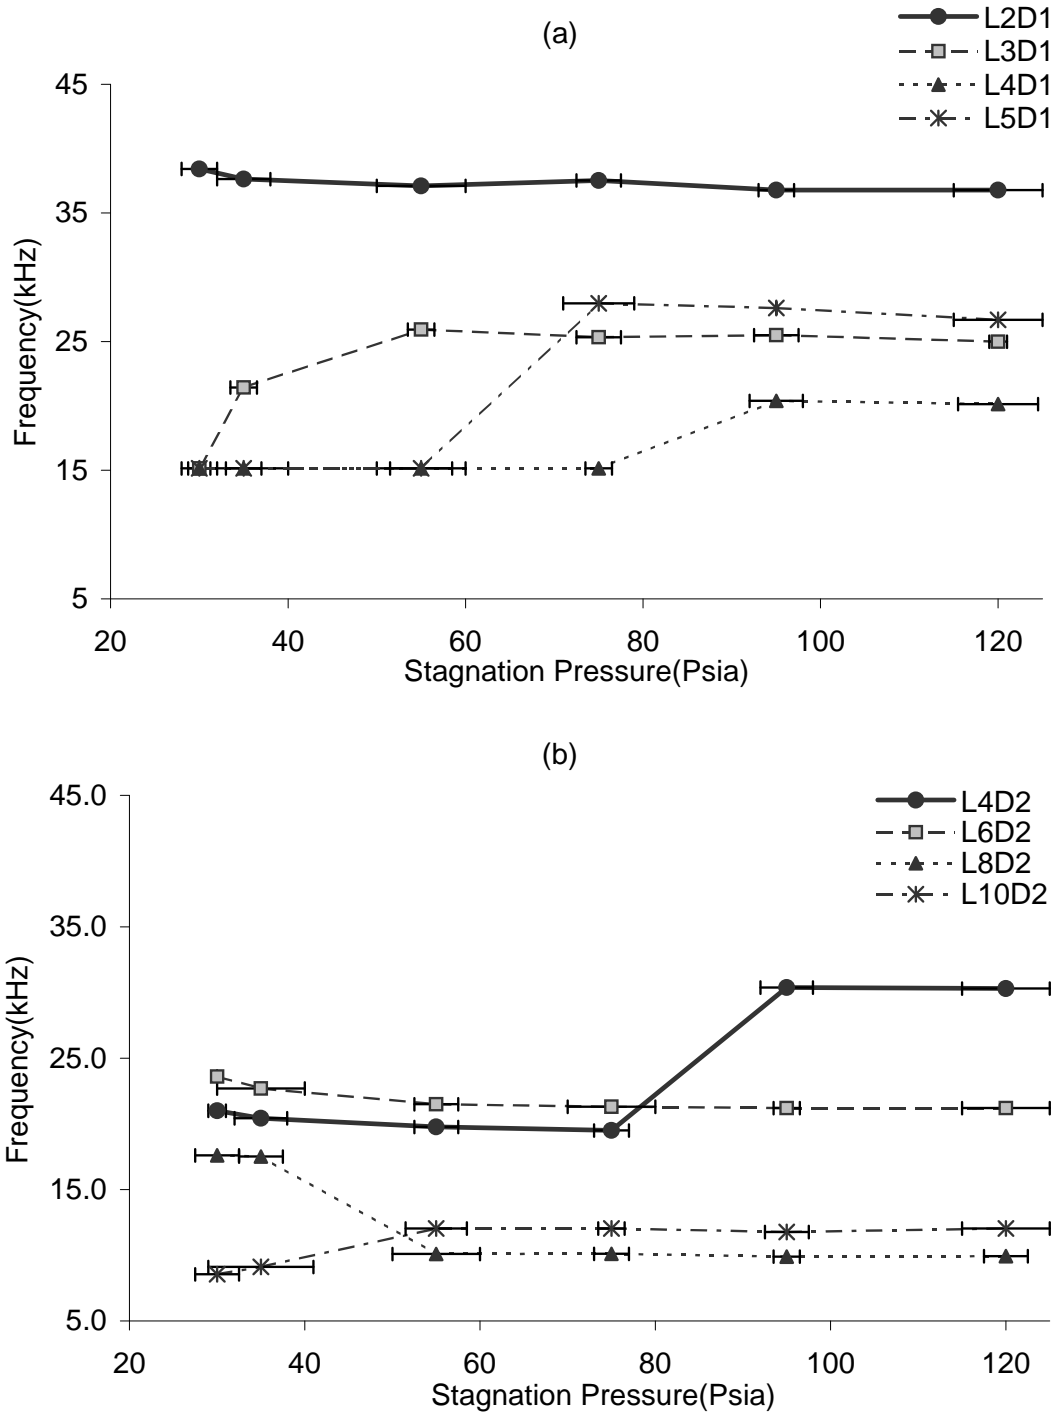 (a)
L2D1
L3D1
L4D1
L5D1
45
35
25
15
5
Frequency(kHz)
20 40 60 80 100 120
Stagnation Pressure(Psia)
(b)
L4D2
L6D2
L8D2
L10D2
45.0
35.0
25.0
15.0
5.0
Frequency(kHz)
20 40 60 80 100 120
Stagnation Pressure(Psia)